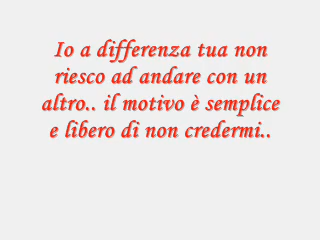 Io a differenza tua non
riesco ad andare con un
altro.. il motivo è semplice
e libero di non credermi..